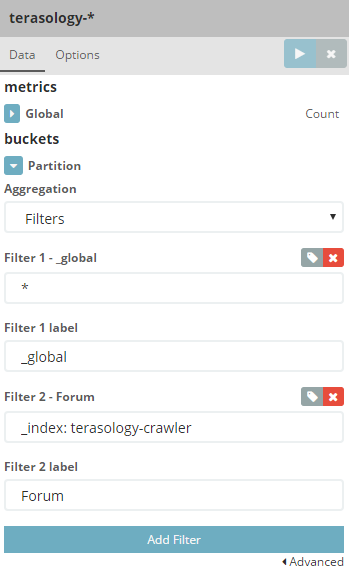 terasology-*
Data Options
metrics
Global Count
buckets
Partition
Aggregation
Filters
Filter 1 - _global
*
Filter 1 label
_global
Filter 2 - Forum
_index: terasology-crawler
Filter 2 label
Forum
Add Filter
Advanced